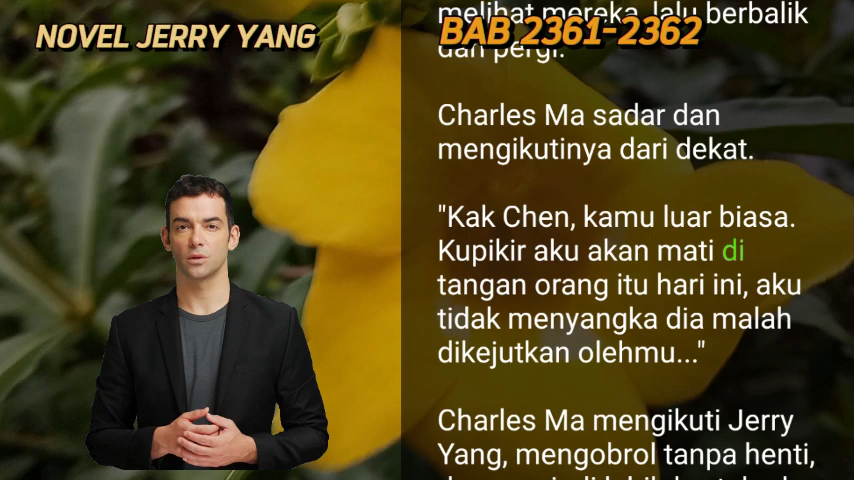 NOVEL JERRY YANG
BAB 2361-2362
melihat mereka, lalu berbalik
dan pergi.
Charles Ma sadar dan
mengikutinya dari dekat.
"Kak Chen, kamu luar biasa.
Kupikir aku akan mati di
tangan orang itu hari ini, aku
tidak menyangka dia malah
dikejutkan olehmu..."
Charles Ma mengikuti Jerry
Yang, mengobrol tanpa henti,